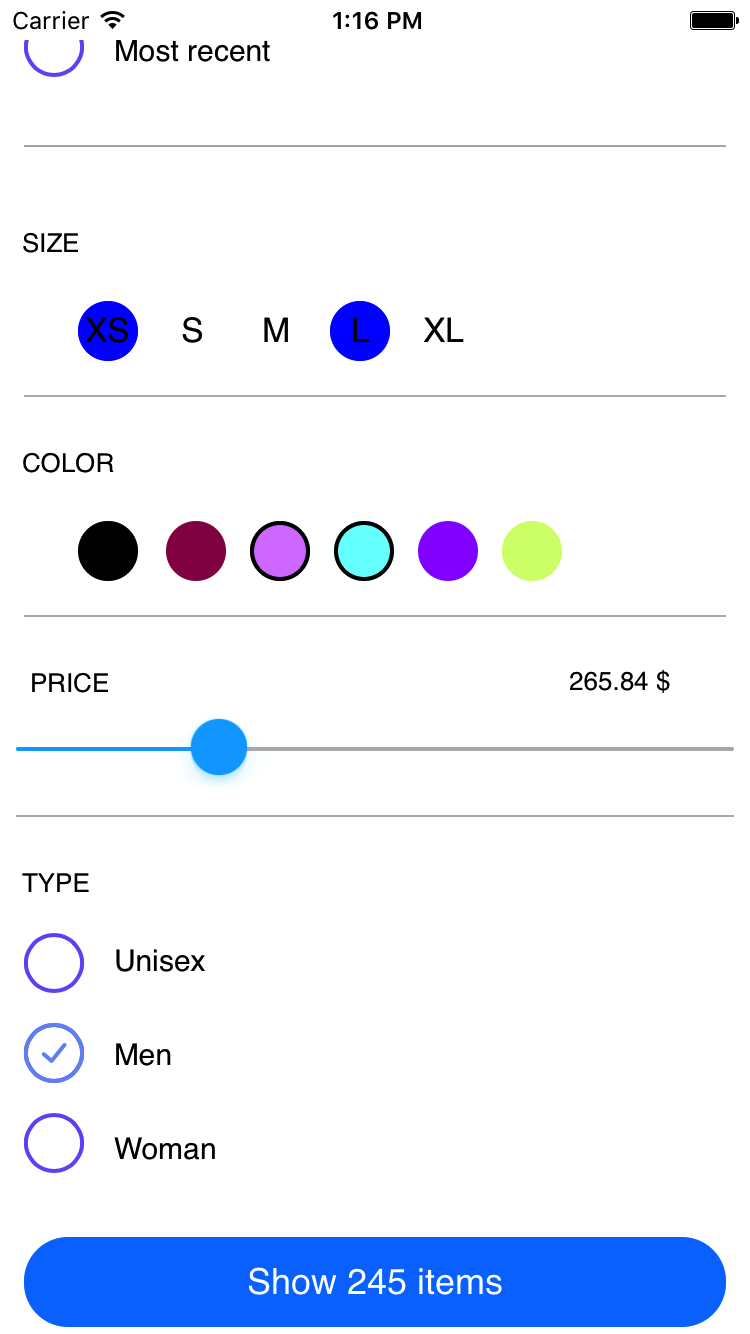 Carrier 1:16 PM
Most recent
SIZE
XS S M L XL
COLOR
PRICE 265.84 $
TYPE
Unisex
Men
Woman
Show 245 items